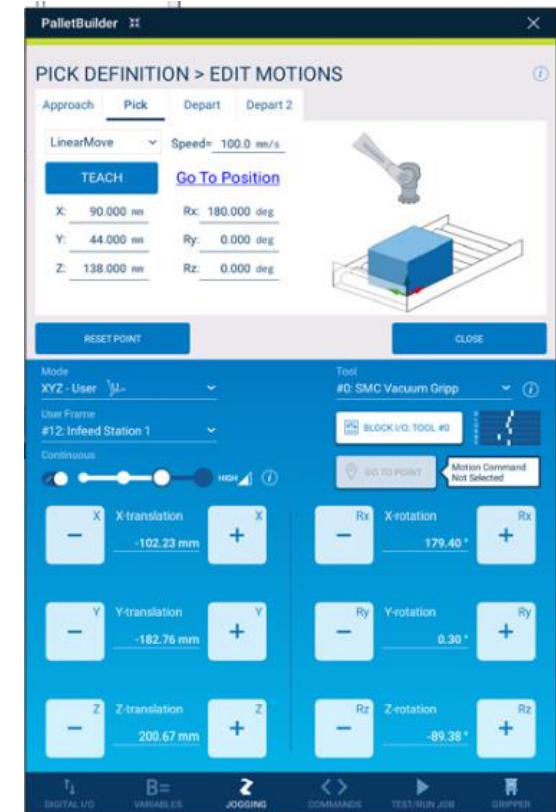 PalletBuilder
PICK DEFINITION > EDIT MOTIONS
Approach Pick Depart Depart 2
LinearMove Speed= 100.0 mm/s
TEACH Go To Position
X: 90.000 mm Rx: 180.000 deg
Y: 44.000 mm Ry: 0.000 deg
Z: 138.000 mm Rz: 0.000 deg
RESET POINT CLOSE
Mode Tool
XYZ - User #0: SMC Vacuum Gripp
User Frame
#12: Infeed Station 1 BLOCK I/O: TOOL #0
Continuous
HIGH GO TO POINT Motion Command
Not Selected
X X-translation X Rx X-rotation Rx
− -102.23 mm + − 179.40 ° +
Y Y-translation Y Ry Y-rotation Ry
− -182.76 mm + − 0.30 ° +
Z Z-translation Z Rz Z-rotation Rz
− 200.67 mm + − -89.38 ° +
DIGITAL I/O VARIABLES JOGGING COMMANDS TEST/RUN JOB GRIPPER